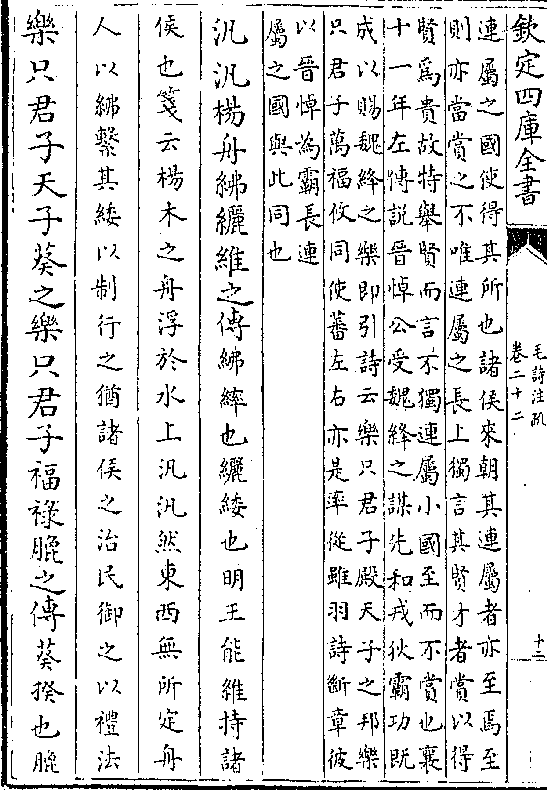 欽定四庫全書
毛詩注疏
卷二十二
十二
連屬之國使得其所也諸侯來朝其連屬者亦至焉至
則亦當賞之不唯連屬之長上獨言其賢才者賞以得
賢爲貴故特舉賢而言不獨連屬小國至而不賞也襄
十一年左傳説晉悼公受魏絳之謀先和戎狄霸功既
成以賜魏絳之樂即引詩云樂只君子殿天子之邦樂
只君子萬福攸同使蕃左右亦是率從雖羽詩斷章彼
以晉悼為霸長連
屬之國與此同也
汎汎楊舟紼纚維之傳紼繂也纚緌也明王能維持諸
侯也箋云楊木之舟浮於水上汎汎然東西無所定舟
人以紼繫其緌以制行之猶諸侯之治民御之以禮法
樂只君子天子葵之樂只君子福祿膍之傳葵揆也膍